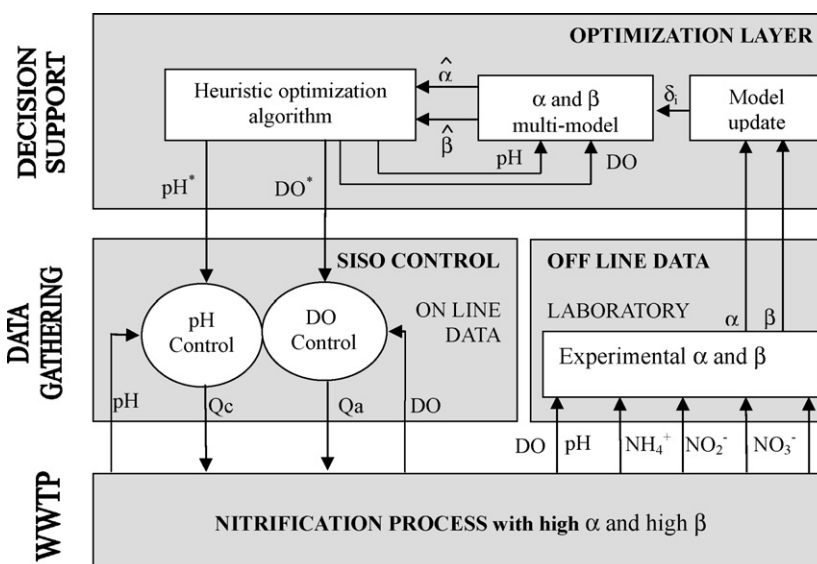 DECISION
SUPPORT
OPTIMIZATION LAYER
Heuristic optimization
algorithm
α̂
β̂
α and β
multi-model
δi
Model
update
pH
DO
pH*
DO*
DATA
GATHERING
SISO CONTROL
ON LINE
DATA
pH
Control
DO
Control
pH
Qc
Qa
DO
OFF LINE DATA
LABORATORY
α
β
Experimental α and β
DO
pH
NH₄⁺
NO₂⁻
NO₃⁻
WWTP
NITRIFICATION PROCESS with high α and high β